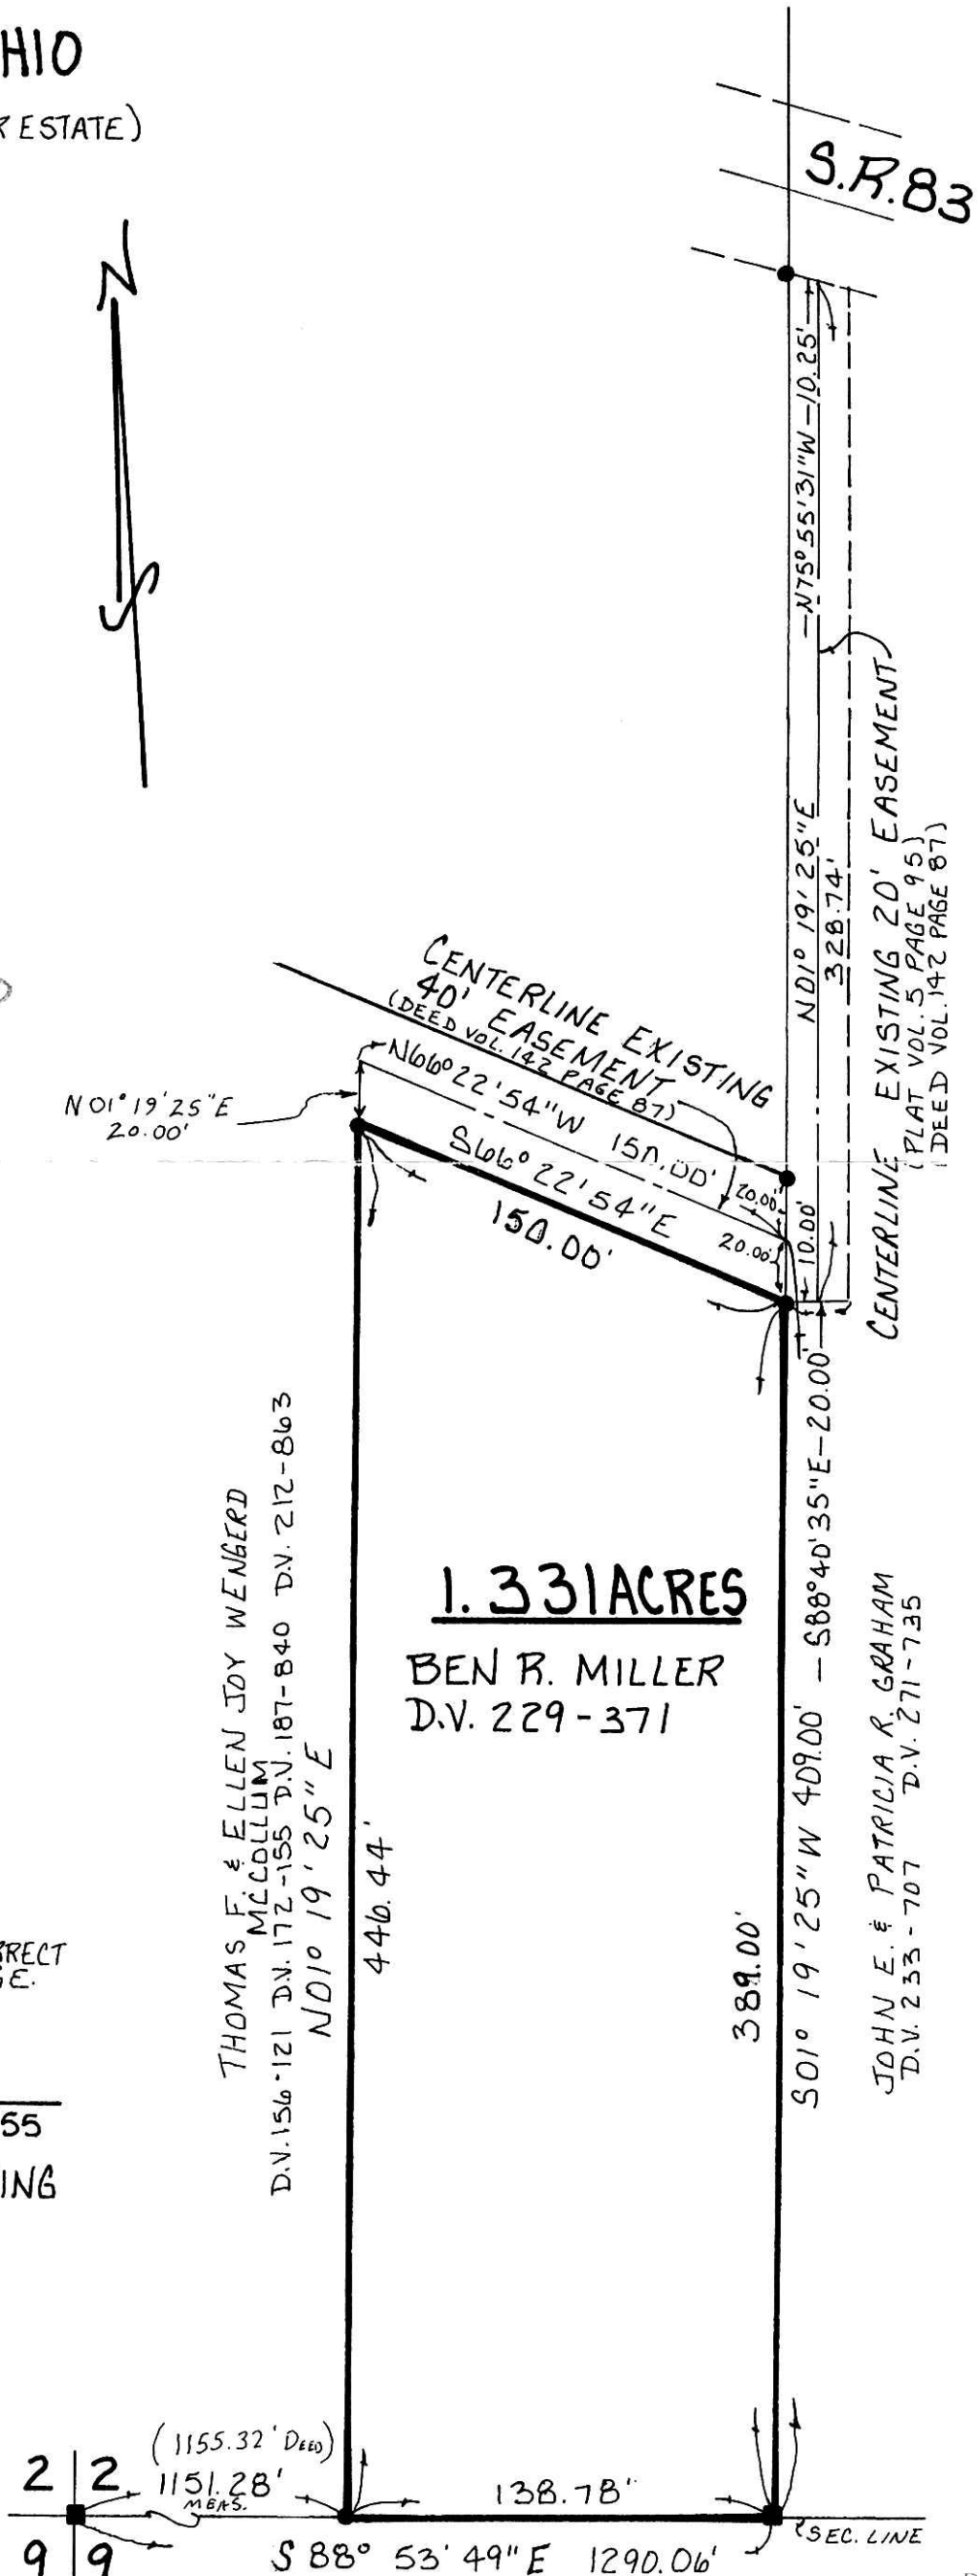 HIO
R ESTATE)
S.R.83
N
S
N75°55'31"W-10.25'
N01° 19' 25"E
328.74'
CENTERLINE EXISTING 20' EASEMENT
(PLAT VOL. 5 PAGE 95)
(DEED VOL. 142 PAGE 87)
CENTERLINE EXISTING
40' EASEMENT
(DEED VOL. 142 PAGE 87)
N66° 22' 54"W 150.00'
N01° 19' 25"E
20.00'
S66° 22' 54"E
150.00'
20.00'
20.00'
10.00'
S01° 19' 25"W 409.00' - S88°40'35"E-20.00'
THOMAS F. & ELLEN JOY WENGERD
MCCOLLUM
D.V. 156-121 D.V. 172-155 D.V. 187-840 D.V. 212-863
N01° 19' 25" E
446.44'
1.331 ACRES
BEN R. MILLER
D.V. 229-371
389.00'
JOHN E. & PATRICIA R. GRAHAM
D.V. 233-707 D.V. 271-735
RRECT
GE.
55
ING
(1155.32' DEED)
2 2
1151.28'
MEAS.
138.78'
SEC. LINE
9 9
S 88° 53' 49" E 1290.06'